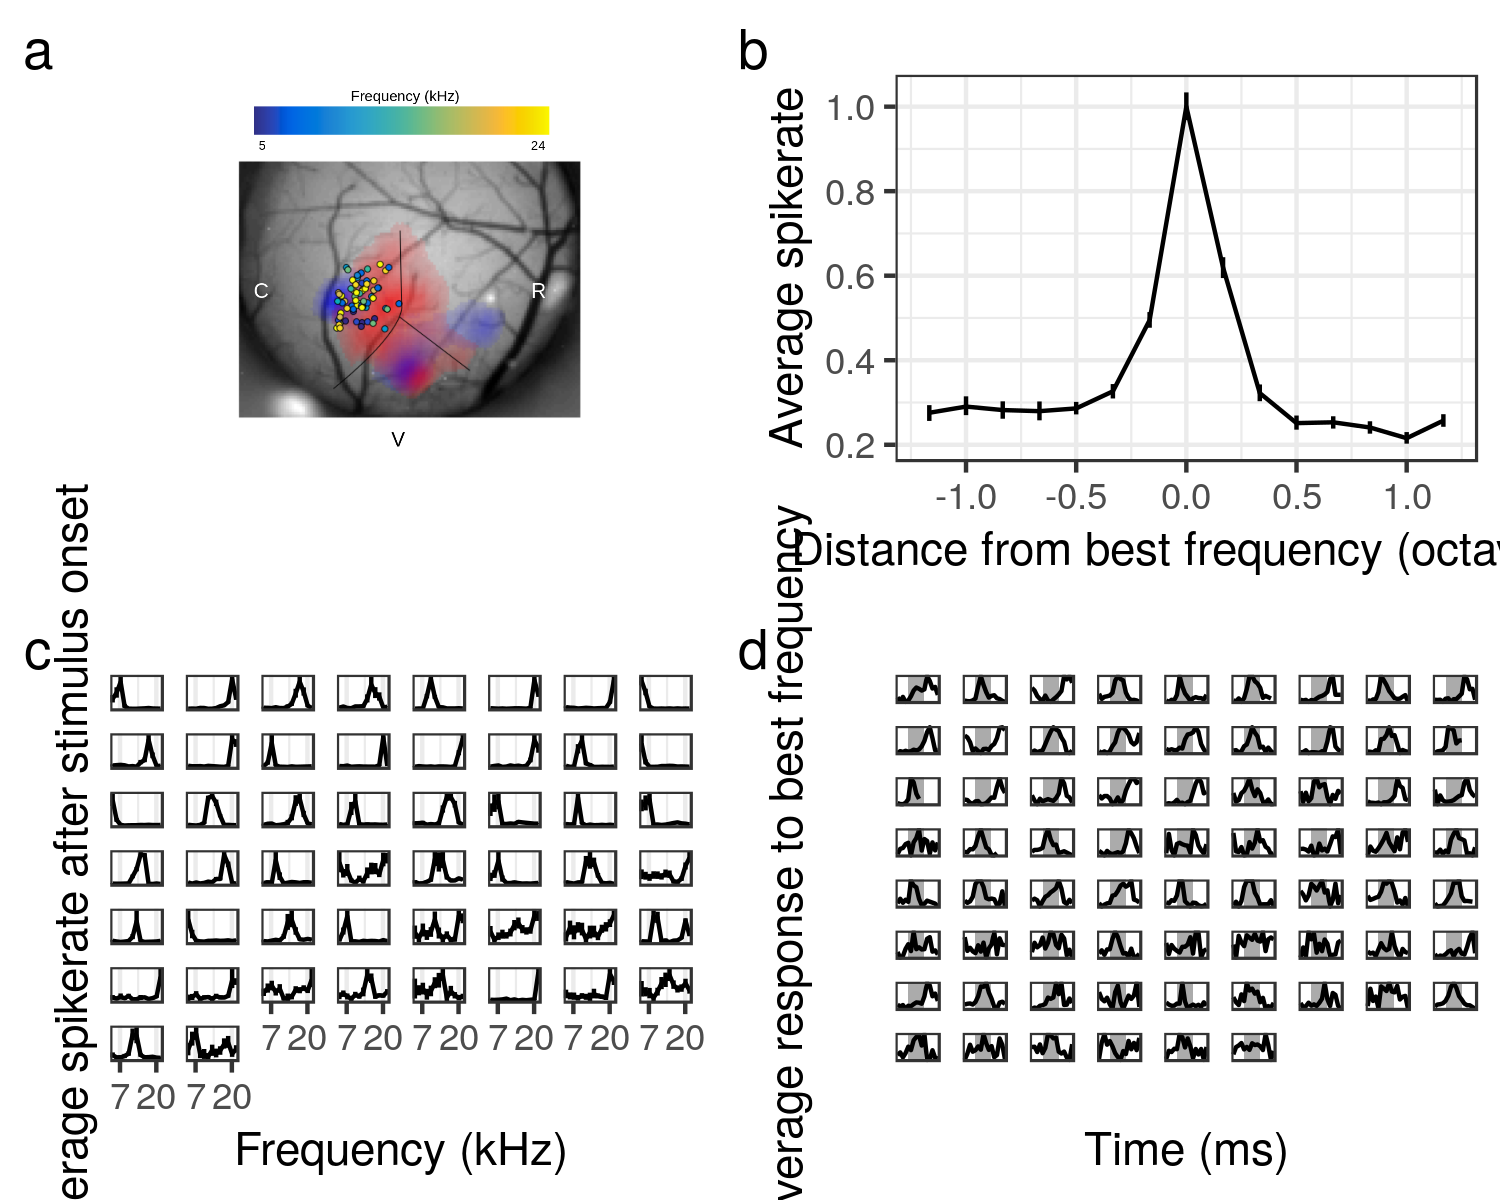 a
Frequency (kHz)
5 24
C
R
V
b
Average spikerate
1.0
0.8
0.6
0.4
0.2
-1.0 -0.5 0.0 0.5 1.0
Distance from best frequency (octav
c
erage spikerate after stimulus onset
7 20 7 20 7 20 7 20 7 20 7 20
7 20 7 20
Frequency (kHz)
d
verage response to best frequency
Time (ms)